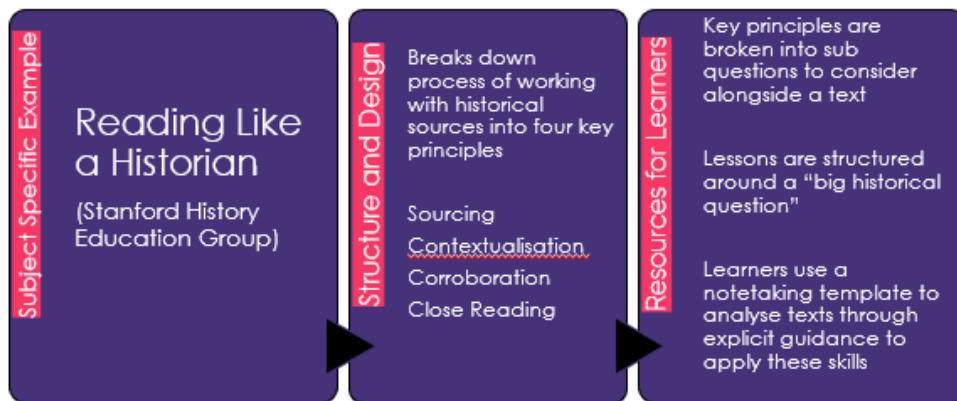 Subject Specific Example
Reading Like
a Historian
(Stanford History
Education Group)
Structure and Design
Breaks down
process of working
with historical
sources into four key
principles
Sourcing
Contextualisation
Corroboration
Close Reading
Resources for Learners
Key principles are
broken into sub
questions to consider
alongside a text
Lessons are structured
around a “big historical
question”
Learners use a
notetaking template to
analyse texts through
explicit guidance to
apply these skills